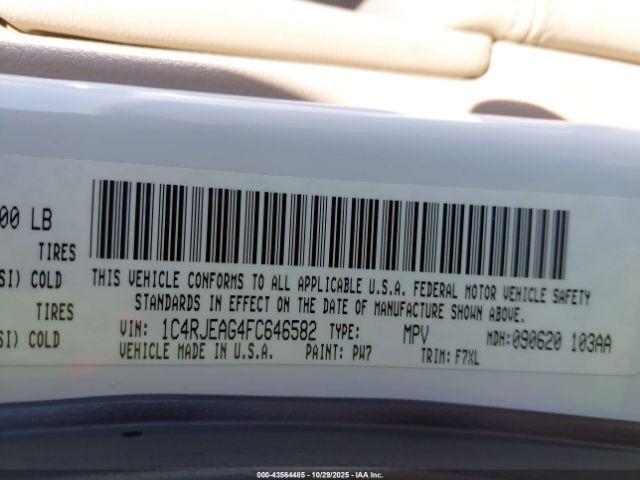 00 LB
TIRES
SI) COLD
TIRES
SI) COLD
THIS VEHICLE CONFORMS TO ALL APPLICABLE U.S.A. FEDERAL MOTOR VEHICLE SAFETY
STANDARDS IN EFFECT ON THE DATE OF MANUFACTURE SHOWN ABOVE.
VIN: 1C4RJEAG4FC646582 TYPE: MPV MDH:090620 103AA
VEHICLE MADE IN U.S.A. PAINT: PW7 TRIM: F7XL
000-43564485 - 10/29/2025 - IAA Inc.